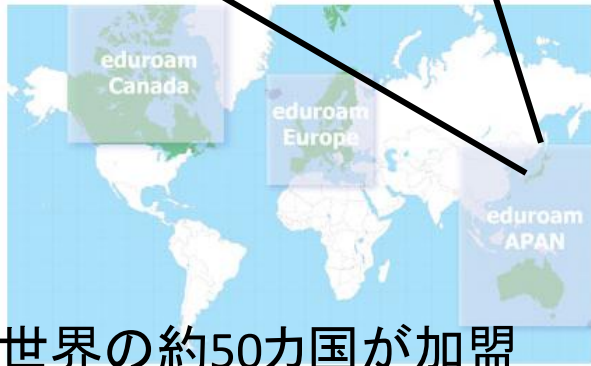 eduroam
Canada
eduroam
Europe
eduroam
APAN
世界の約50カ国が加盟